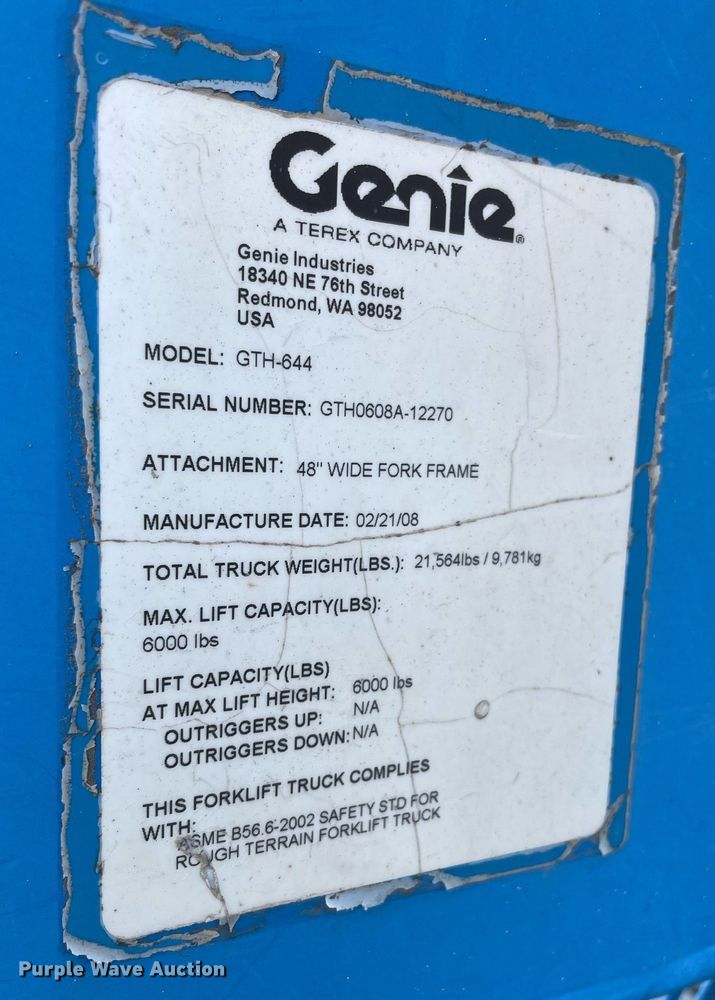 Genie®
A TEREX COMPANY
Genie Industries
18340 NE 76th Street
Redmond, WA 98052
USA
MODEL: GTH-644
SERIAL NUMBER: GTH0608A-12270
ATTACHMENT: 48" WIDE FORK FRAME
MANUFACTURE DATE: 02/21/08
TOTAL TRUCK WEIGHT(LBS.): 21,564lbs / 9,781kg
MAX. LIFT CAPACITY(LBS):
6000 lbs
LIFT CAPACITY(LBS)
AT MAX LIFT HEIGHT: 6000 lbs
OUTRIGGERS UP: N/A
OUTRIGGERS DOWN: N/A
THIS FORKLIFT TRUCK COMPLIES
WITH:
ASME B56.6-2002 SAFETY STD FOR
ROUGH TERRAIN FORKLIFT TRUCK
Purple Wave Auction